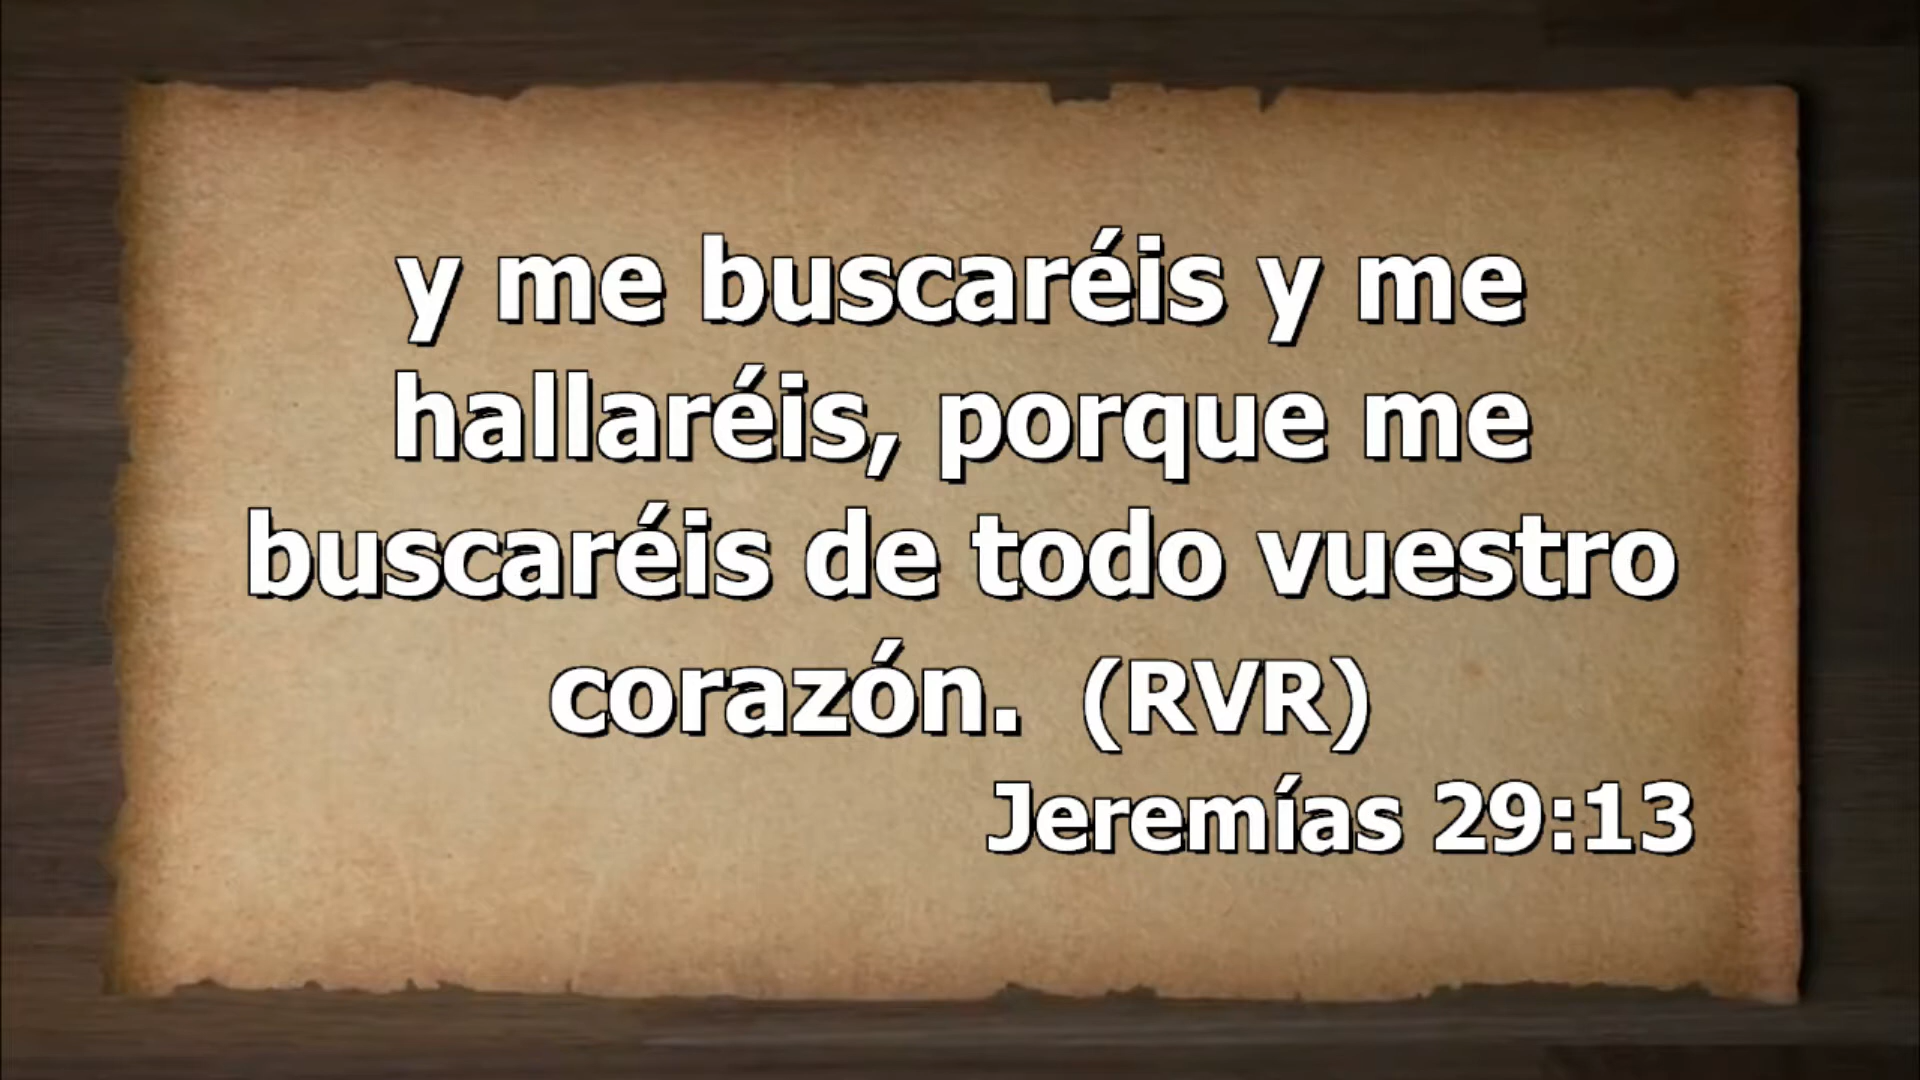 y me buscaréis y me
hallaréis, porque me
buscaréis de todo vuestro
corazón. (RVR)
Jeremías 29:13